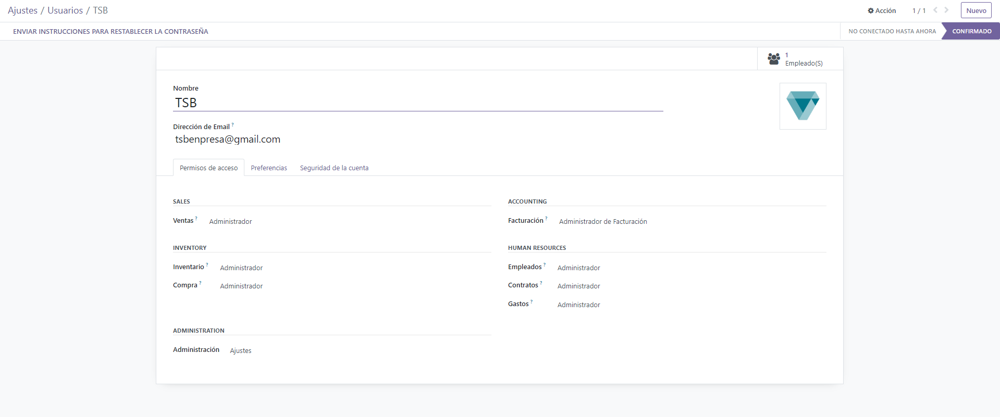 Ajustes / Usuarios / TSB
Acción
1 / 1
Nuevo
ENVIAR INSTRUCCIONES PARA RESTABLECER LA CONTRASEÑA
NO CONECTADO HASTA AHORA
CONFIRMADO
1
Empleado(S)
Nombre
TSB
Dirección de Email ?
tsbenpresa@gmail.com
Permisos de acceso
Preferencias
Seguridad de la cuenta
SALES
Ventas ? Administrador
ACCOUNTING
Facturación ? Administrador de Facturación
INVENTORY
Inventario ? Administrador
Compra ? Administrador
HUMAN RESOURCES
Empleados ? Administrador
Contratos ? Administrador
Gastos ? Administrador
ADMINISTRATION
Administración Ajustes